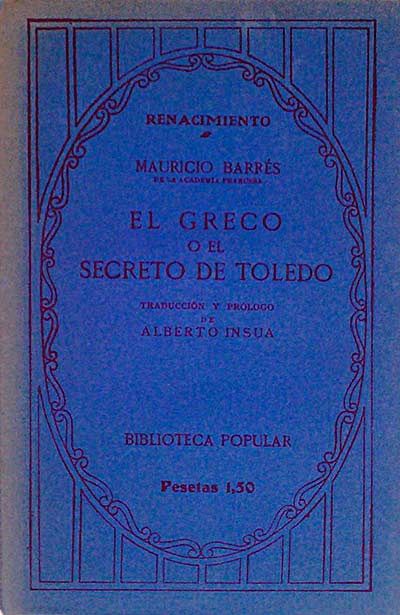 RENACIMIENTO
MAURICIO BARRÉS
DE LA ACADEMIA FRANCESA
EL GRECO
O EL
SECRETO DE TOLEDO
TRADUCCIÓN Y PRÓLOGO
DE
ALBERTO INSUA
BIBLIOTECA POPULAR
Pesetas 1,50